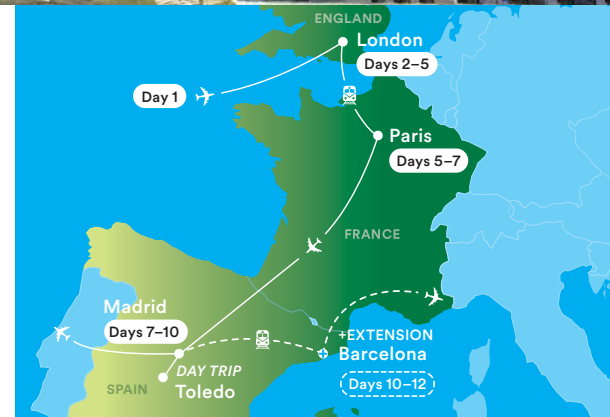 ENGLAND
London
Days 2–5
Day 1
Paris
Days 5–7
FRANCE
Madrid
Days 7–10
+EXTENSION
Barcelona
Days 10–12
DAY TRIP
Toledo
SPAIN